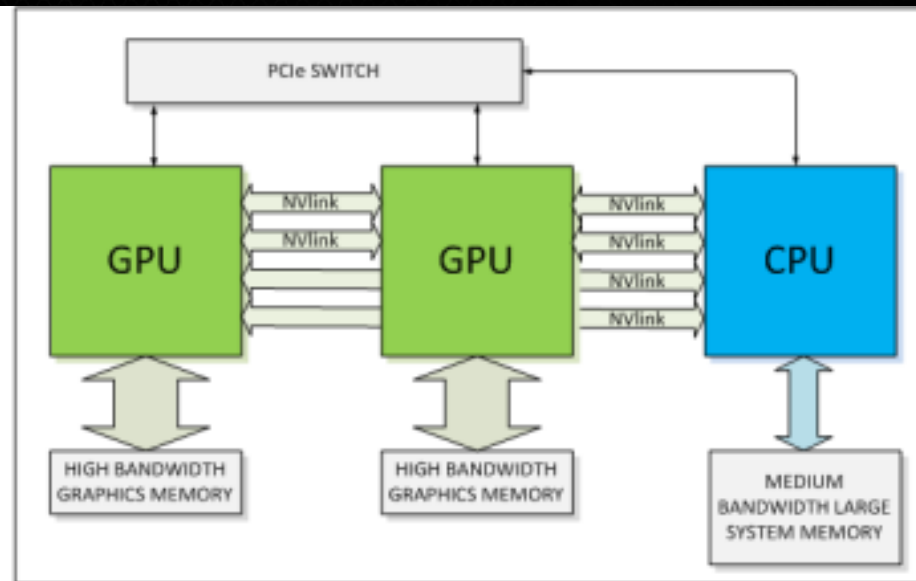 PCIe SWITCH
NVlink
NVlink
NVlink
NVlink
NVlink
NVlink
GPU
GPU
CPU
HIGH BANDWIDTH
GRAPHICS MEMORY
HIGH BANDWIDTH
GRAPHICS MEMORY
MEDIUM
BANDWIDTH LARGE
SYSTEM MEMORY